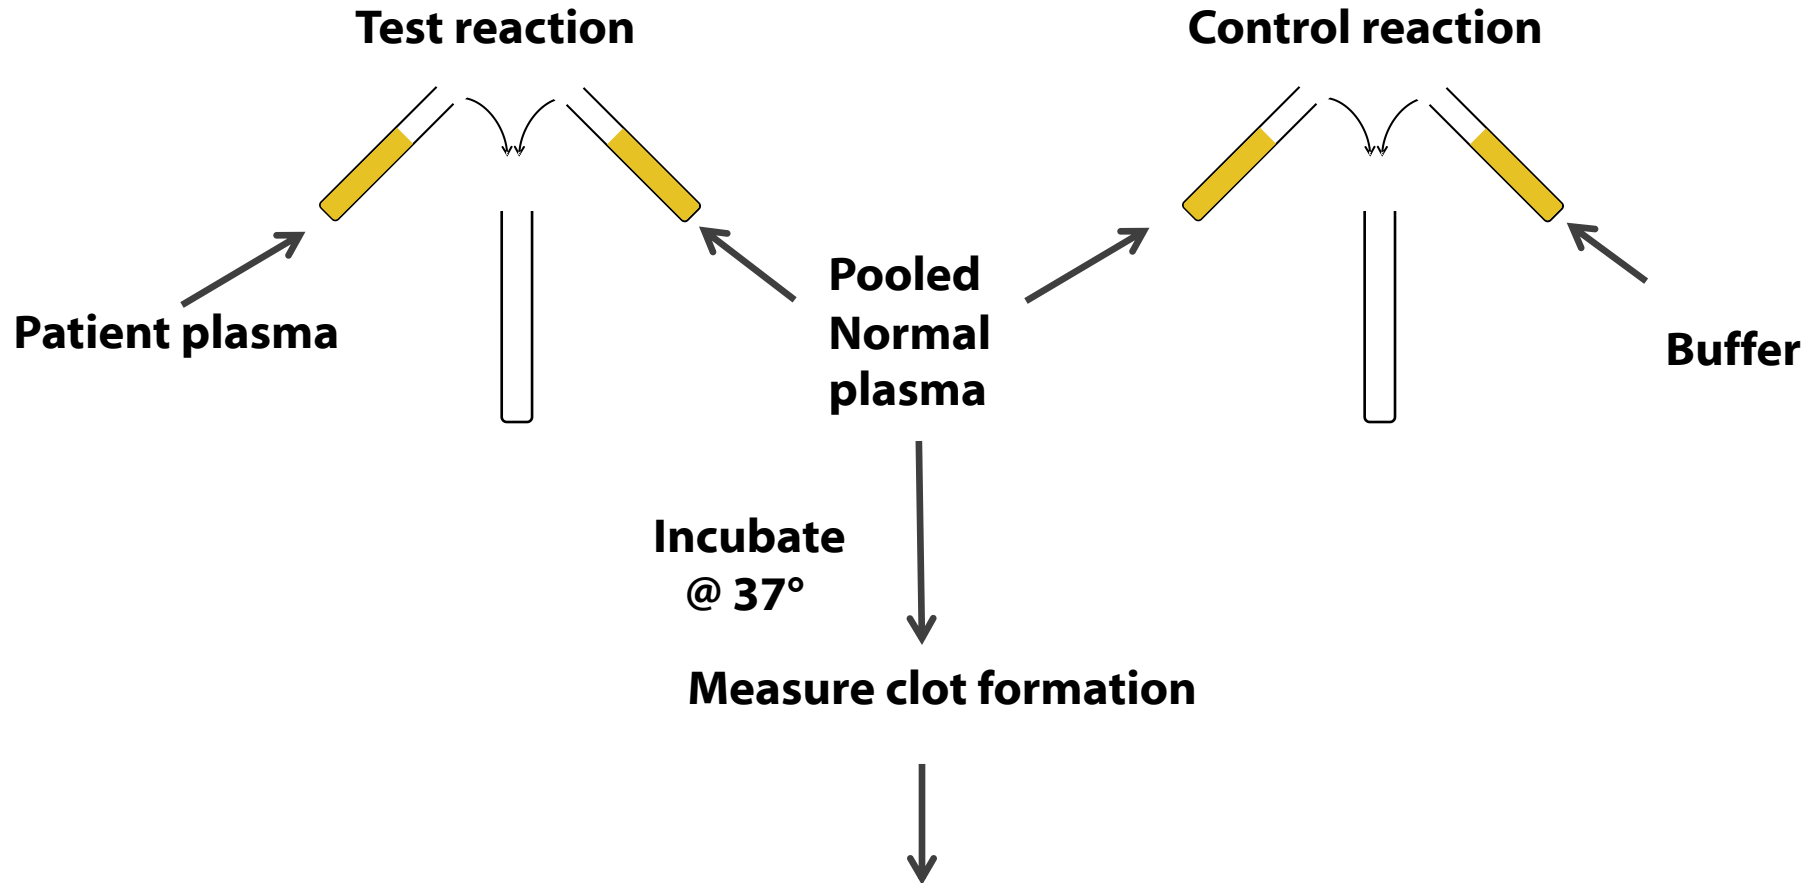 Test reaction
Control reaction
Patient plasma
Pooled
Normal
plasma
Buffer
Incubate
@ 37°
Measure clot formation